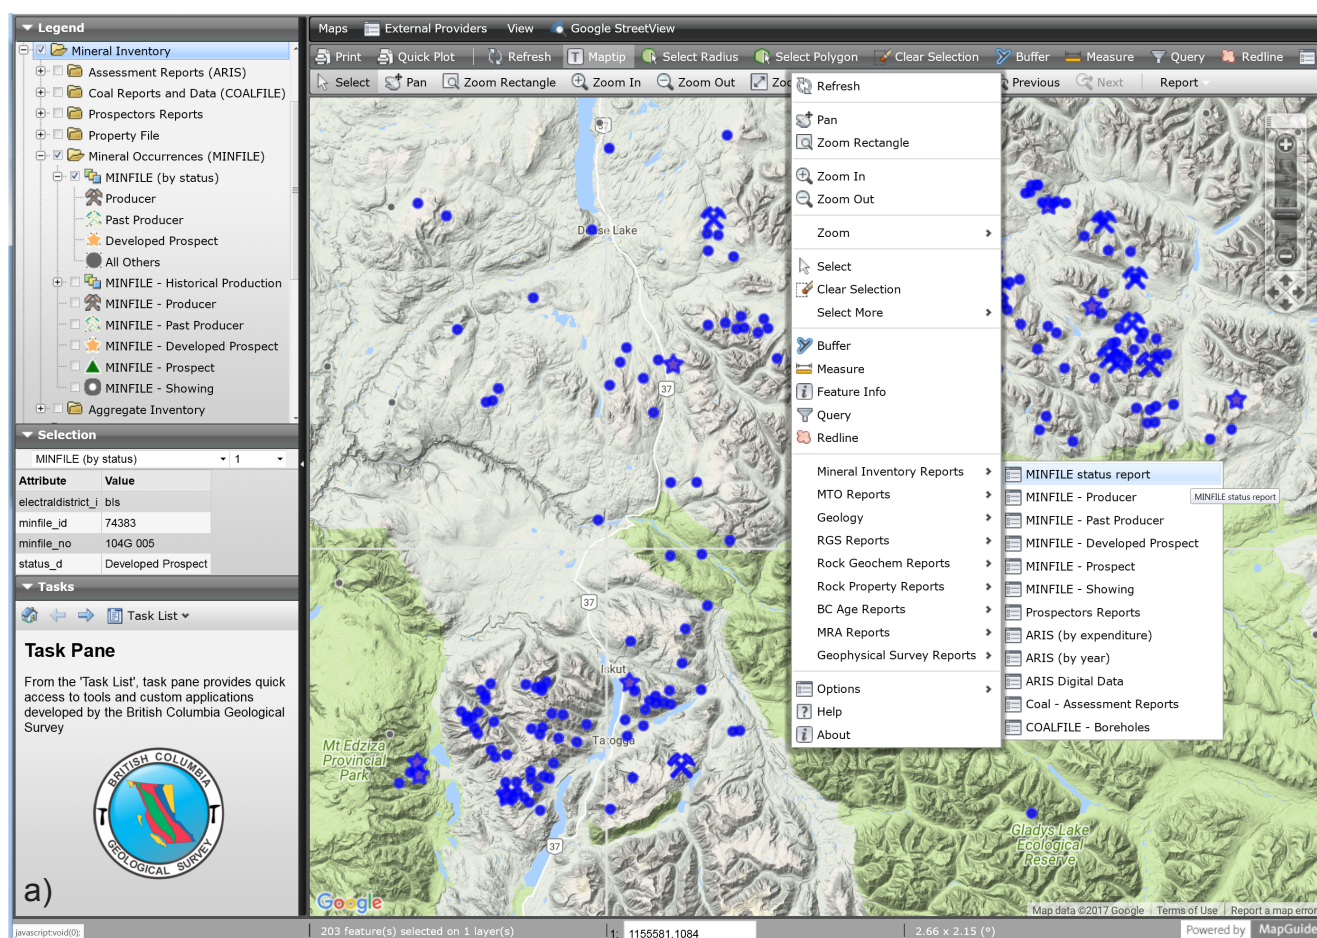 Legend
Mineral Inventory
Assessment Reports (ARIS)
Coal Reports and Data (COALFILE)
Prospectors Reports
Property File
Mineral Occurrences (MINFILE)
MINFILE (by status)
Producer
Past Producer
Developed Prospect
All Others
MINFILE - Historical Production
MINFILE - Producer
MINFILE - Past Producer
MINFILE - Developed Prospect
MINFILE - Prospect
MINFILE - Showing
Aggregate Inventory
Selection
MINFILE (by status) 1
Attribute Value
electraldistrict_i bls
minfile_id 74383
minfile_no 104G 005
status_d Developed Prospect
Tasks
Task List
Task Pane
From the 'Task List', task pane provides quick
access to tools and custom applications
developed by the British Columbia Geological
Survey
BRITISH COLUMBIA
GEOLOGICAL SURVEY
a)
javascript:void(0);
Maps External Providers View Google StreetView
Print Quick Plot Refresh Maptip Select Radius Select Polygon Clear Selection Buffer Measure Query Redline
Select Pan Zoom Rectangle Zoom In Zoom Out Zoo Previous Next Report
Refresh
Pan
Zoom Rectangle
Zoom In
Zoom Out
Zoom
Select
Clear Selection
Select More
Buffer
Measure
Feature Info
Query
Redline
Mineral Inventory Reports
MTO Reports
Geology
RGS Reports
Rock Geochem Reports
Rock Property Reports
BC Age Reports
MRA Reports
Geophysical Survey Reports
Options
Help
About
MINFILE status report
MINFILE - Producer
MINFILE status report
MINFILE - Past Producer
MINFILE - Developed Prospect
MINFILE - Prospect
MINFILE - Showing
Prospectors Reports
ARIS (by expenditure)
ARIS (by year)
ARIS Digital Data
Coal - Assessment Reports
COALFILE - Boreholes
37
Dease Lake
37
37
Iskut
Tatogga
Mt Edziza
Provincial
Park
37
Gladys Lake
Ecological
Reserve
Google
Map data ©2017 Google Terms of Use Report a map error
203 feature(s) selected on 1 layer(s) 1: 1155581.1084 2.66 x 2.15 (°) Powered by MapGuide